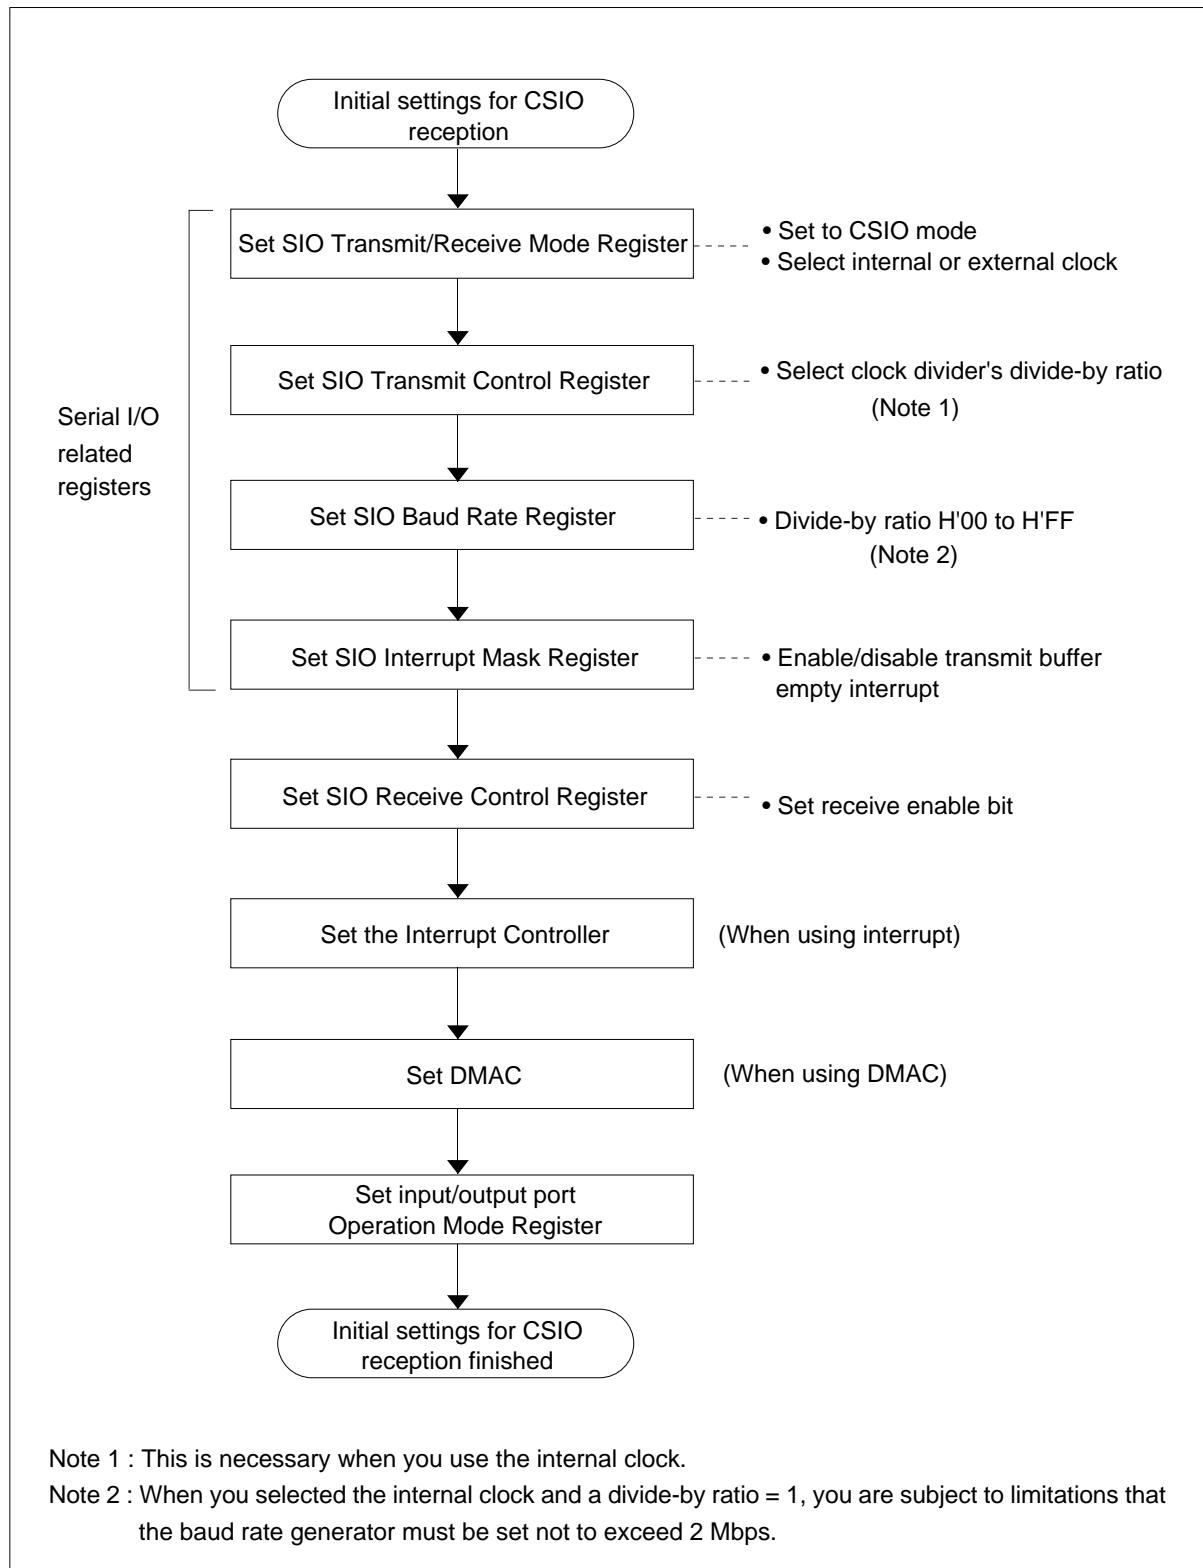 Initial settings for CSIO
reception
Set SIO Transmit/Receive Mode Register
• Set to CSIO mode
• Select internal or external clock
Set SIO Transmit Control Register
• Select clock divider's divide-by ratio
(Note 1)
Serial I/O
related
registers
Set SIO Baud Rate Register
• Divide-by ratio H'00 to H'FF
(Note 2)
Set SIO Interrupt Mask Register
• Enable/disable transmit buffer
empty interrupt
Set SIO Receive Control Register
• Set receive enable bit
Set the Interrupt Controller
(When using interrupt)
Set DMAC
(When using DMAC)
Set input/output port
Operation Mode Register
Initial settings for CSIO
reception finished
Note 1 : This is necessary when you use the internal clock.
Note 2 : When you selected the internal clock and a divide-by ratio = 1, you are subject to limitations that
the baud rate generator must be set not to exceed 2 Mbps.